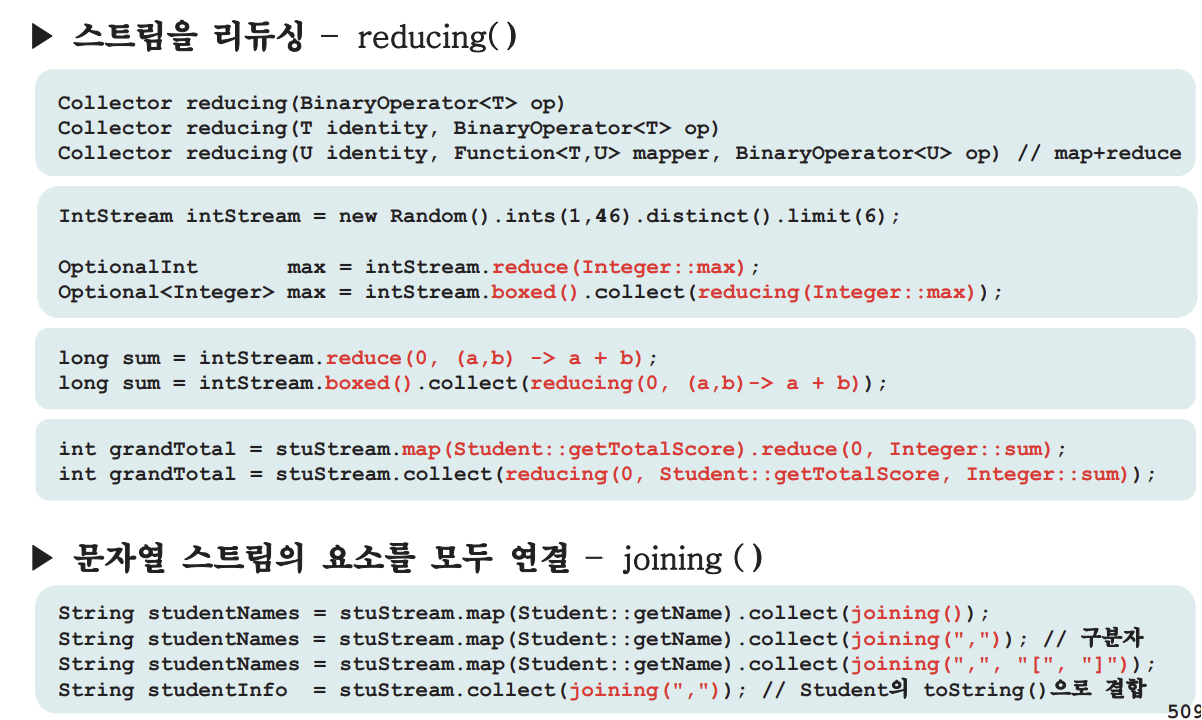 ▶ 스트림을 리듀싱 – reducing()
Collector reducing(BinaryOperator<T> op)
Collector reducing(T identity, BinaryOperator<T> op)
Collector reducing(U identity, Function<T,U> mapper, BinaryOperator<U> op) // map+reduce
IntStream intStream = new Random().ints(1,46).distinct().limit(6);
OptionalInt       max = intStream.reduce(Integer::max);
Optional<Integer> max = intStream.boxed().collect(reducing(Integer::max));
long sum = intStream.reduce(0, (a,b) -> a + b);
long sum = intStream.boxed().collect(reducing(0, (a,b)-> a + b));
int grandTotal = stuStream.map(Student::getTotalScore).reduce(0, Integer::sum);
int grandTotal = stuStream.collect(reducing(0, Student::getTotalScore, Integer::sum));
▶ 문자열 스트림의 요소를 모두 연결 – joining ()
String studentNames = stuStream.map(Student::getName).collect(joining());
String studentNames = stuStream.map(Student::getName).collect(joining(",")); // 구분자
String studentNames = stuStream.map(Student::getName).collect(joining(",", "[", "]"));
String studentInfo  = stuStream.collect(joining(",")); // Student의 toString()으로 결합
509